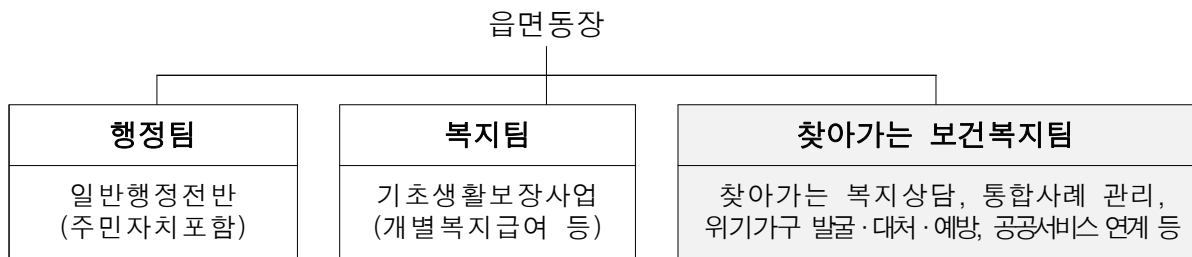 읍면동장
행정팀
일반행정전반
(주민자치포함)
복지팀
기초생활보장사업
(개별복지급여 등)
찾아가는 보건복지팀
찾아가는 복지상담, 통합사례 관리,
위기가구 발굴·대처·예방, 공공서비스 연계 등